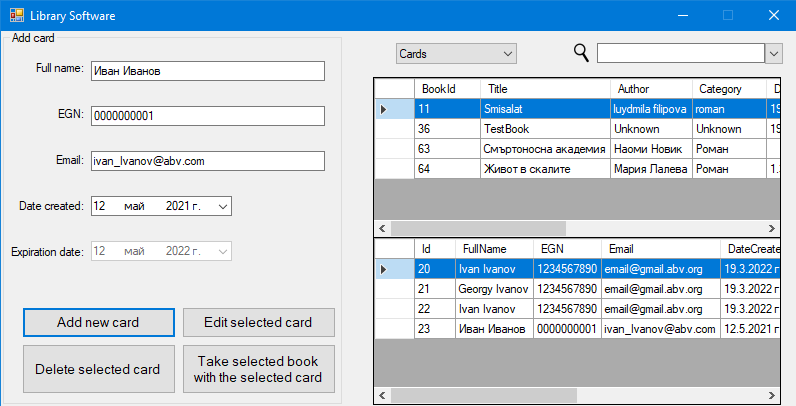 Library Software
Add card
Full name: Иван Иванов
EGN: 0000000001
Email: ivan_Ivanov@abv.com
Date created: 12 май 2021 г.
Expiration date: 12 май 2022 г.
Add new card
Edit selected card
Delete selected card
Take selected book
with the selected card
Cards
BookId Title Author Category D
11 Smisalat luydmila filipova roman 19
36 TestBook Unknown Unknown 19
63 Смъртоносна академия Наоми Новик Роман
64 Живот в скалите Мария Лалева Роман 1.
Id FullName EGN Email DateCreate
20 Ivan Ivanov 1234567890 email@gmail.abv.org 19.3.2022 г
21 Georgy Ivanov 1234567890 email@gmail.abv.org 19.3.2022 г
22 Ivan Ivanov 1234567890 email@gmail.abv.org 19.3.2022 г
23 Иван Иванов 0000000001 ivan_Ivanov@abv.com 12.5.2021 г